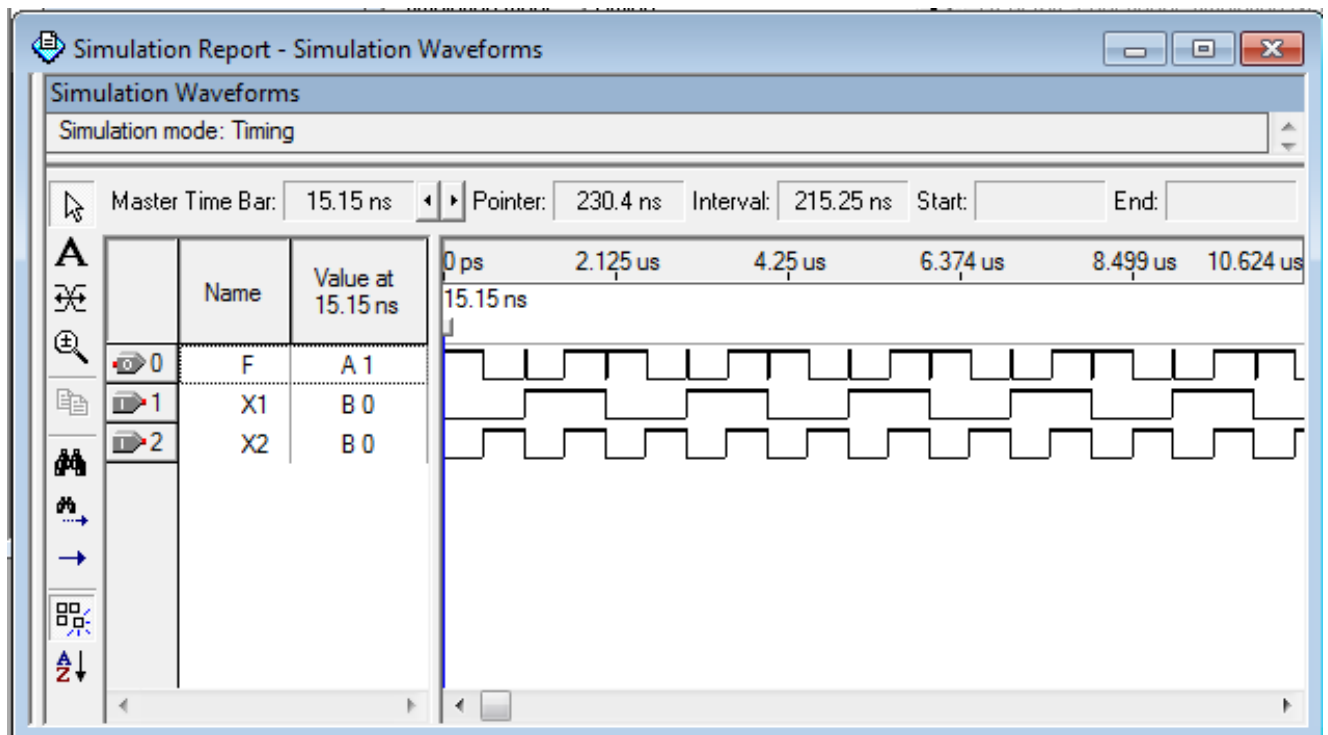 Simulation Report - Simulation Waveforms
Simulation Waveforms
Simulation mode: Timing
Master Time Bar: 15.15 ns Pointer: 230.4 ns Interval: 215.25 ns Start: End:
Name Value at 15.15 ns 0 ps 2.125 us 4.25 us 6.374 us 8.499 us 10.624 us
15.15 ns
0 F A 1
1 X1 B 0
2 X2 B 0
A
A
Z